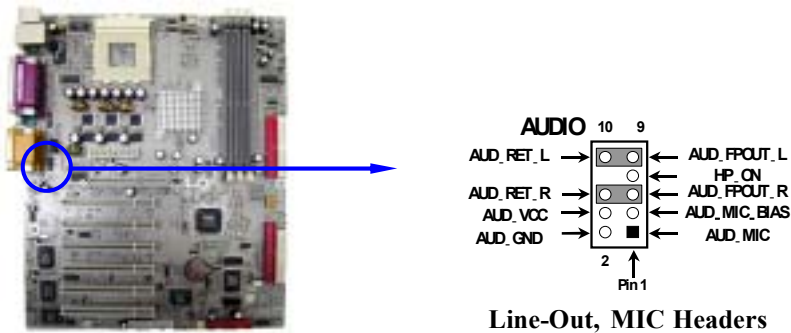 AUDIO 10 9
AUD_RET_L AUD_FPOUT_L
HP_ON
AUD_RET_R AUD_FPOUT_R
AUD_VCC AUD_MIC_BIAS
AUD_GND AUD_MIC
2
Pin 1
Line-Out, MIC Headers